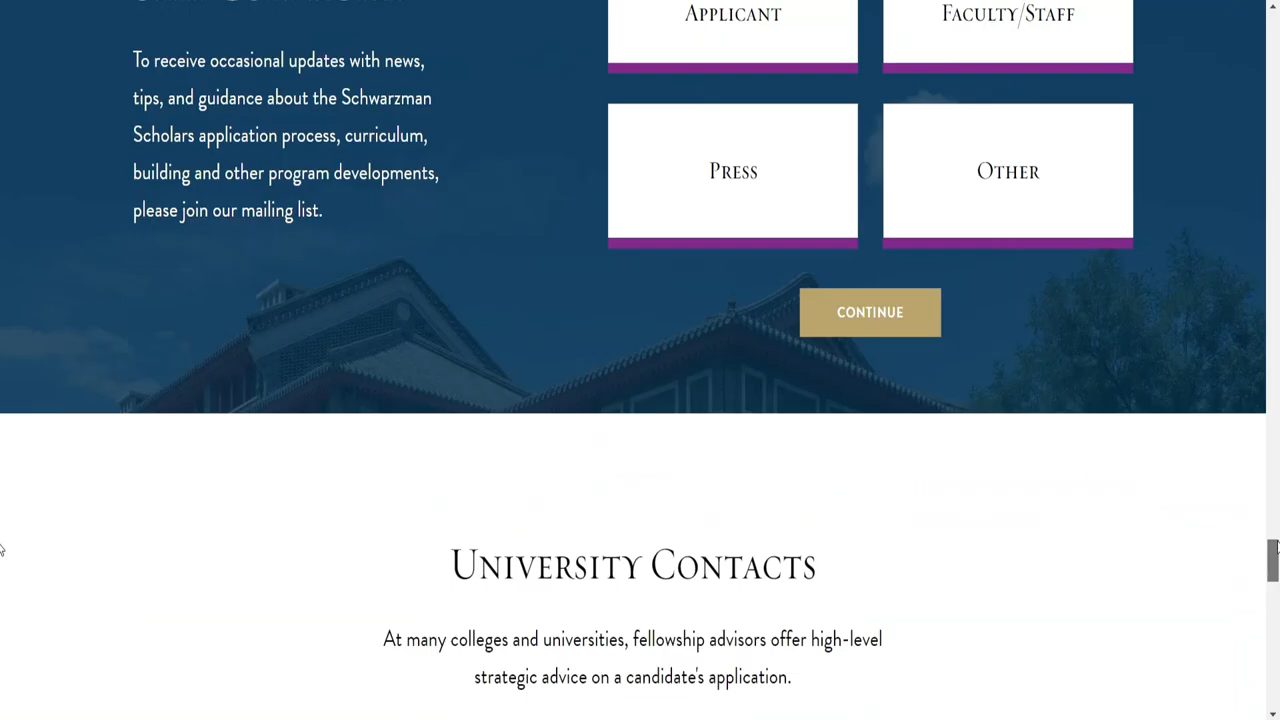 Applicant
Faculty/Staff
To receive occasional updates with news,
tips, and guidance about the Schwarzman
Scholars application process, curriculum,
building and other program developments,
please join our mailing list.
Press
Other
CONTINUE
University Contacts
At many colleges and universities, fellowship advisors offer high-level
strategic advice on a candidate's application.